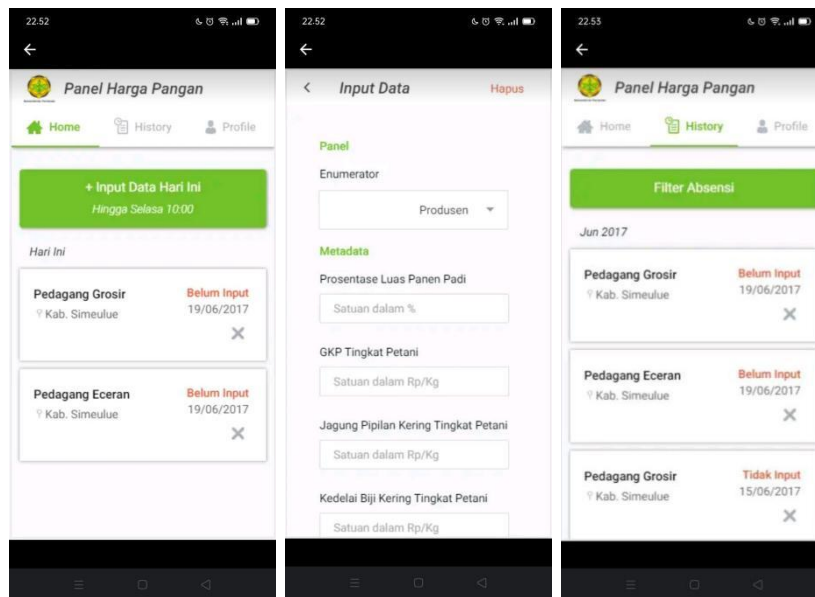 22.52
Panel Harga Pangan
Home History Profile
+ Input Data Hari Ini
Hingga Selasa 10:00
Hari Ini
Pedagang Grosir Belum Input
Kab. Simeulue 19/06/2017
Pedagang Eceran Belum Input
Kab. Simeulue 19/06/2017
22.52
Input Data Hapus
Panel
Enumerator
Produsen
Metadata
Prosentase Luas Panen Padi
Satuan dalam %
GKP Tingkat Petani
Satuan dalam Rp/Kg
Jagung Pipilan Kering Tingkat Petani
Satuan dalam Rp/Kg
Kedelai Biji Kering Tingkat Petani
Satuan dalam Rp/Kg
22.53
Panel Harga Pangan
Home History Profile
Filter Absensi
Jun 2017
Pedagang Grosir Belum Input
Kab. Simeulue 19/06/2017
Pedagang Eceran Belum Input
Kab. Simeulue 19/06/2017
Pedagang Grosir Tidak Input
Kab. Simeulue 15/06/2017